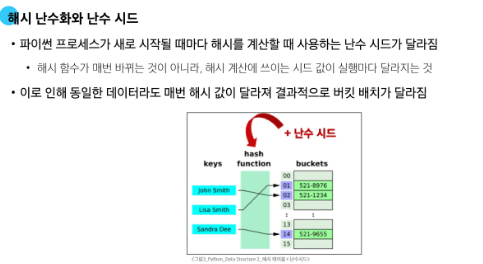 해시 난수화와 난수 시드
• 파이썬 프로세스가 새로 시작될 때마다 해시를 계산할 때 사용하는 난수 시드가 달라짐
• 해시 함수가 매번 바뀌는 것이 아니라, 해시 계산에 쓰이는 시드 값이 실행마다 달라지는 것
• 이로 인해 동일한 데이터라도 매번 해시 값이 달라져 결과적으로 버킷 배치가 달라짐
+ 난수 시드
hash
keys function buckets
00
John Smith 01 521-8976
02 521-1234
Lisa Smith 03
: :
Sandra Dee 13
14 521-9655
15